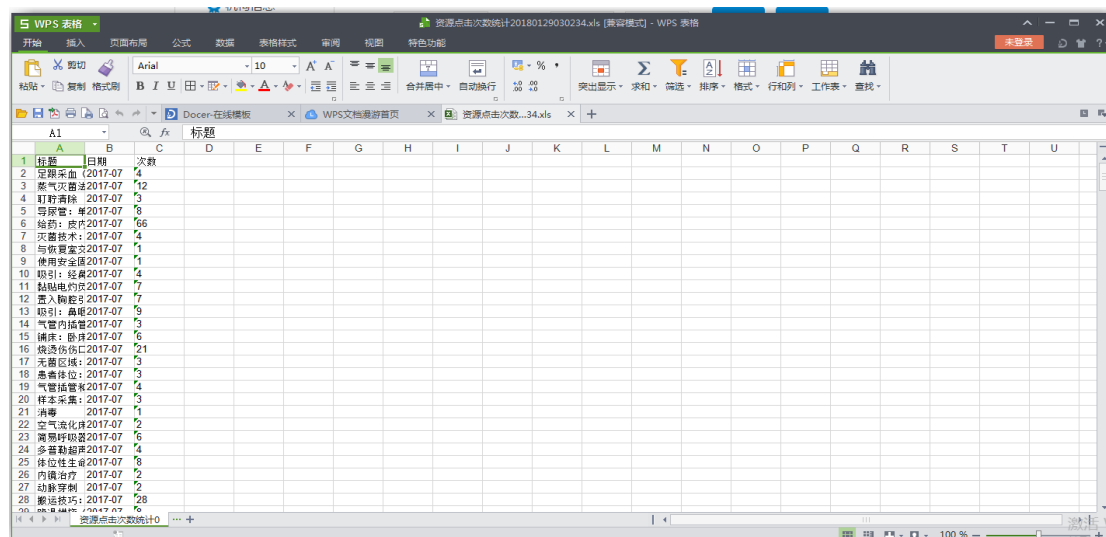 WPS 表格
资源点击次数统计20180129030234.xls [兼容模式] - WPS 表格
开始 插入 页面布局 公式 数据 表格样式 审阅 视图 特色功能 未登录
粘贴 剪切 复制 格式刷 Arial 10 B I U 合并居中 自动换行 突出显示 求和 筛选 排序 格式 行和列 工作表 查找
Docer-在线模板 WPS文档漫游首页 资源点击次数...34.xls
A1 fx 标题
A B C D E F G H I J K L M N O P Q R S T U
1 标题 日期 次数
2 足跟采血( 2017-07 4
3 蒸气灭菌法 2017-07 12
4 耵聍清除 2017-07 3
5 导尿管:单 2017-07 8
6 给药:皮内 2017-07 66
7 灭菌技术: 2017-07 4
8 与恢复室交 2017-07 1
9 使用安全固 2017-07 1
10 吸引:经鼻 2017-07 4
11 黏贴电灼负 2017-07 7
12 置入胸腔引 2017-07 7
13 吸引:鼻咽 2017-07 9
14 气管内插管 2017-07 3
15 铺床:卧床 2017-07 6
16 烧烫伤伤口 2017-07 21
17 无菌区域: 2017-07 3
18 患者体位: 2017-07 3
19 气管插管和 2017-07 4
20 样本采集: 2017-07 3
21 消毒 2017-07 1
22 空气流化床 2017-07 2
23 简易呼吸器 2017-07 6
24 多普勒超声 2017-07 4
25 体位性生命 2017-07 8
26 内镜治疗 2017-07 2
27 动脉穿刺 2017-07 2
28 搬运技巧: 2017-07 28
资源点击次数统计0
激活
100 %